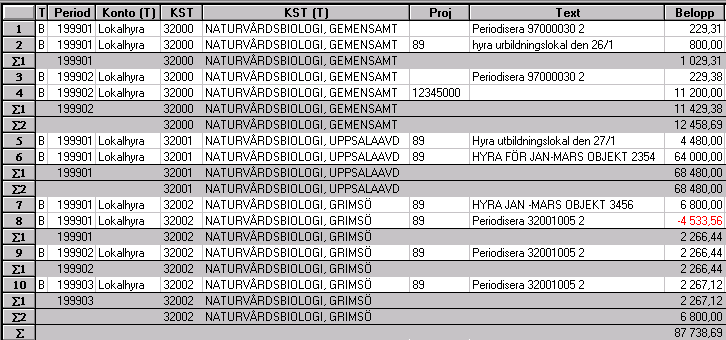 T Period Konto (T) KST KST (T) Proj Text Belopp
1 B 199901 Lokalhyra 32000 NATURVÅRDSBIOLOGI, GEMENSAMT Periodisera 97000030 2 229,31
2 B 199901 Lokalhyra 32000 NATURVÅRDSBIOLOGI, GEMENSAMT 89 hyra urbildningslokal den 26/1 800,00
Σ1 199901 32000 NATURVÅRDSBIOLOGI, GEMENSAMT 1 029,31
3 B 199902 Lokalhyra 32000 NATURVÅRDSBIOLOGI, GEMENSAMT Periodisera 97000030 2 229,38
4 B 199902 Lokalhyra 32000 NATURVÅRDSBIOLOGI, GEMENSAMT 12345000 11 200,00
Σ1 199902 32000 NATURVÅRDSBIOLOGI, GEMENSAMT 11 429,38
Σ2 32000 NATURVÅRDSBIOLOGI, GEMENSAMT 12 458,69
5 B 199901 Lokalhyra 32001 NATURVÅRDSBIOLOGI, UPPSALAAVD 89 Hyra utbildningslokal den 27/1 4 480,00
6 B 199901 Lokalhyra 32001 NATURVÅRDSBIOLOGI, UPPSALAAVD 89 HYRA FÖR JAN-MARS OBJEKT 2354 64 000,00
Σ1 199901 32001 NATURVÅRDSBIOLOGI, UPPSALAAVD 68 480,00
Σ2 32001 NATURVÅRDSBIOLOGI, UPPSALAAVD 68 480,00
7 B 199901 Lokalhyra 32002 NATURVÅRDSBIOLOGI, GRIMSÖ 89 HYRA JAN -MARS OBJEKT 3456 6 800,00
8 B 199901 Lokalhyra 32002 NATURVÅRDSBIOLOGI, GRIMSÖ 89 Periodisera 32001005 2 -4 533,56
Σ1 199901 32002 NATURVÅRDSBIOLOGI, GRIMSÖ 2 266,44
9 B 199902 Lokalhyra 32002 NATURVÅRDSBIOLOGI, GRIMSÖ 89 Periodisera 32001005 2 2 266,44
Σ1 199902 32002 NATURVÅRDSBIOLOGI, GRIMSÖ 2 266,44
10 B 199903 Lokalhyra 32002 NATURVÅRDSBIOLOGI, GRIMSÖ 89 Periodisera 32001005 2 2 267,12
Σ1 199903 32002 NATURVÅRDSBIOLOGI, GRIMSÖ 2 267,12
Σ2 32002 NATURVÅRDSBIOLOGI, GRIMSÖ 6 800,00
Σ 87 738,69